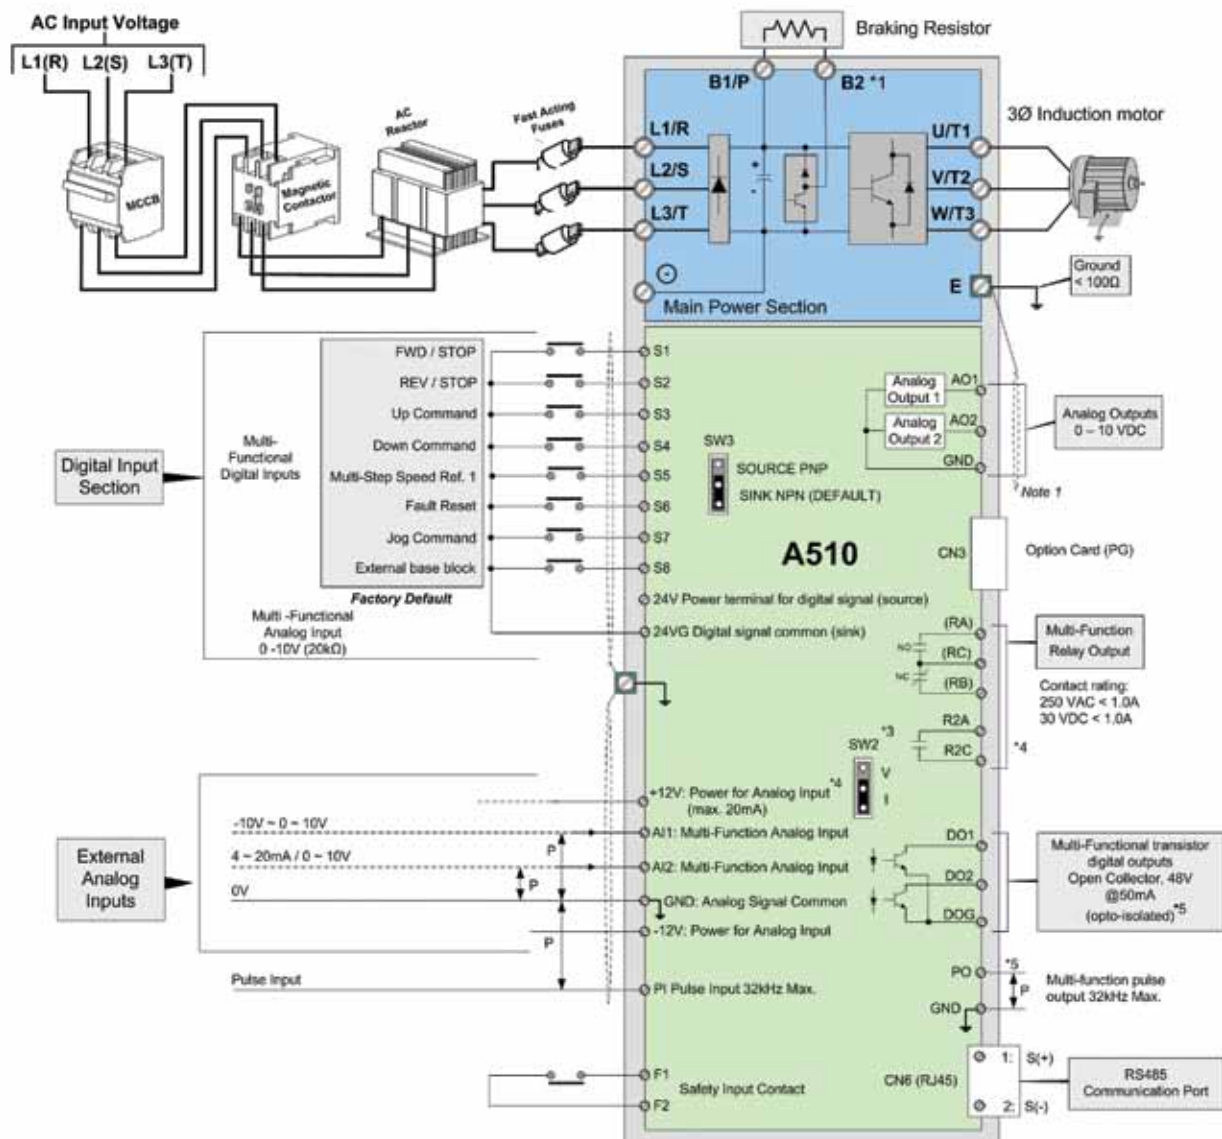 AC Input Voltage
L1(R) L2(S) L3(T)
MCCB
Magnetic
Contactor
AC
Reactor
Fast Acting
Fuses
Braking Resistor
B1/P
B2 *1
L1/R
L2/S
L3/T
+
-
U/T1
V/T2
W/T3
3Ø Induction motor
E
Ground
< 100Ω
Main Power Section
Digital Input
Section
Multi-
Functional
Digital Inputs
FWD / STOP
REV / STOP
Up Command
Down Command
Multi-Step Speed Ref. 1
Fault Reset
Jog Command
External base block
Factory Default
Multi -Functional
Analog Input
0 -10V (20kΩ)
S1
S2
S3
S4
S5
S6
S7
S8
24V Power terminal for digital signal (source)
24VG Digital signal common (sink)
SW3
SOURCE PNP
SINK NPN (DEFAULT)
A510
Analog
Output 1
AO1
Analog
Output 2
AO2
GND
Analog Outputs
0 – 10 VDC
Note 1
CN3
Option Card (PG)
(RA)
NO
(RC)
NC
(RB)
Multi-Function
Relay Output
Contact rating:
250 VAC < 1.0A
30 VDC < 1.0A
R2A
*3
R2C
*4
SW2
V
I
*4
External
Analog
Inputs
-10V ~ 0 ~ 10V
4 ~ 20mA / 0 ~ 10V
0V
P
P
P
Pulse Input
+12V: Power for Analog Input
(max. 20mA)
AI1: Multi-Function Analog Input
AI2: Multi-Function Analog Input
GND: Analog Signal Common
-12V: Power for Analog Input
PI Pulse Input 32kHz Max.
DO1
DO2
DOG
Multi-Functional transistor
digital outputs
Open Collector, 48V
@50mA
(opto-isolated) *5
PO
*5
P
GND
Multi-function pulse
output 32kHz Max.
F1
F2
Safety Input Contact
CN6 (RJ45)
1: S(+)
2: S(-)
RS485
Communication Port